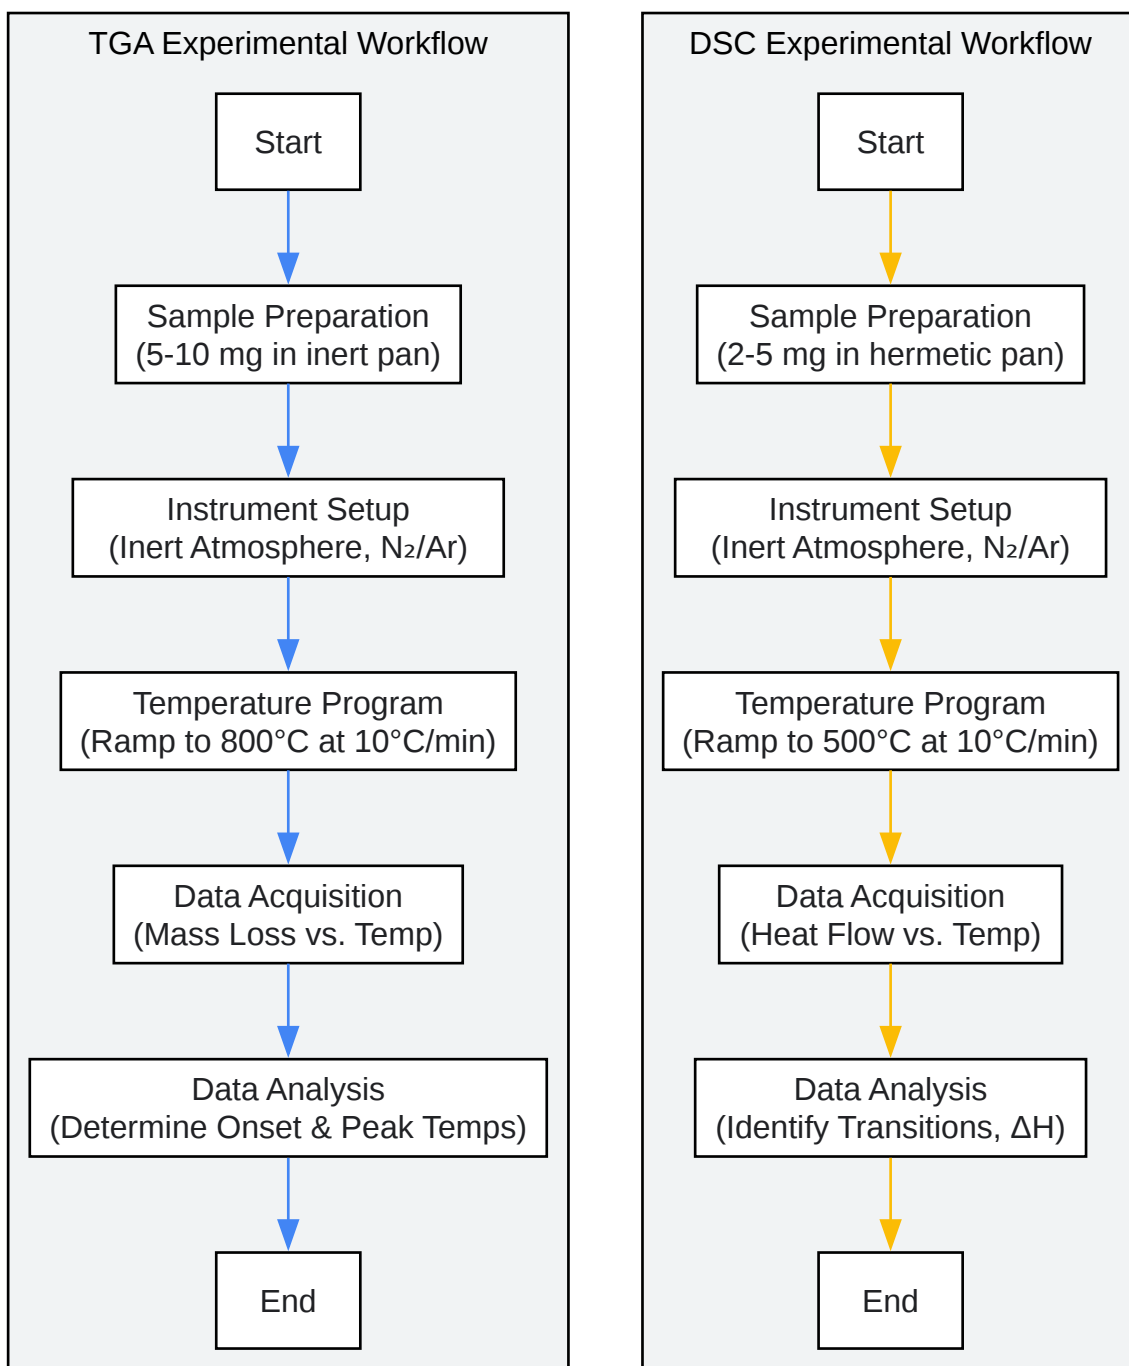 TGA Experimental Workflow
Start
Sample Preparation
(5-10 mg in inert pan)
Instrument Setup
(Inert Atmosphere, N₂/Ar)
Temperature Program
(Ramp to 800°C at 10°C/min)
Data Acquisition
(Mass Loss vs. Temp)
Data Analysis
(Determine Onset & Peak Temps)
End
DSC Experimental Workflow
Start
Sample Preparation
(2-5 mg in hermetic pan)
Instrument Setup
(Inert Atmosphere, N₂/Ar)
Temperature Program
(Ramp to 500°C at 10°C/min)
Data Acquisition
(Heat Flow vs. Temp)
Data Analysis
(Identify Transitions, ΔH)
End